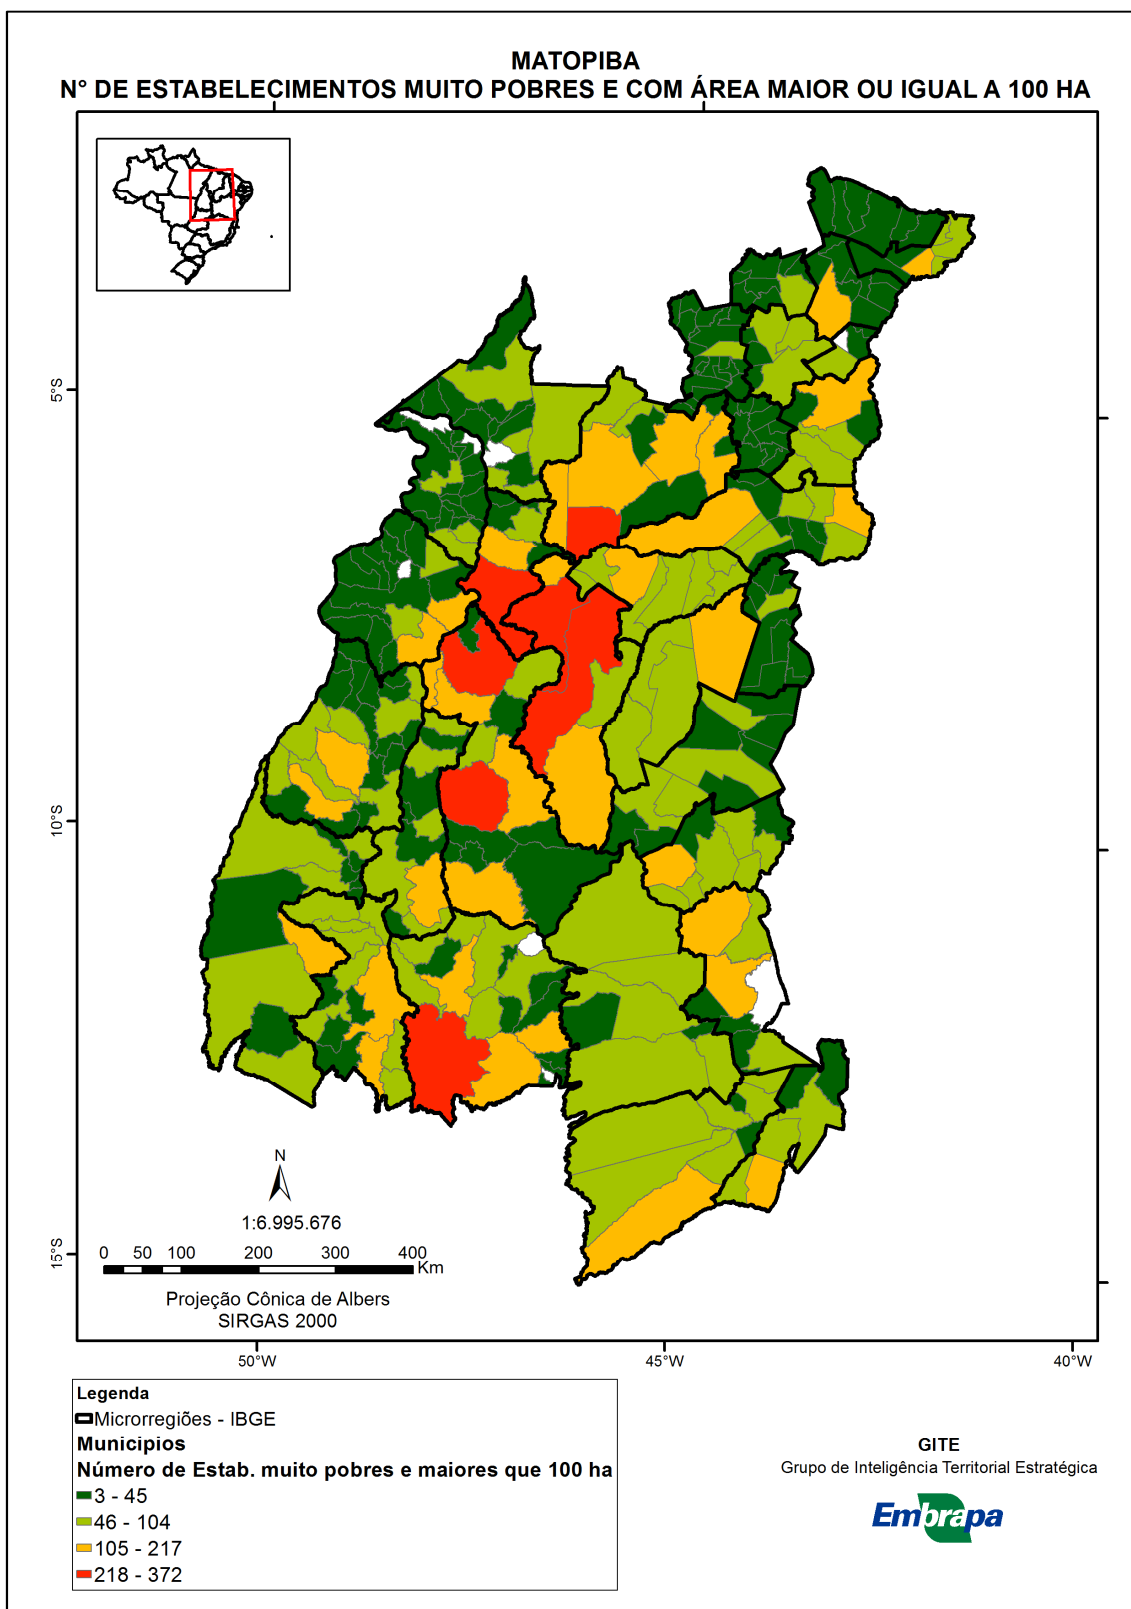 MATOPIBA
N° DE ESTABELECIMENTOS MUITO POBRES E COM ÁREA MAIOR OU IGUAL A 100 HA
5°S
10°S
15°S
N
1:6.995.676
0 50 100 200 300 400
Km
Projeção Cônica de Albers
SIRGAS 2000
50°W 45°W 40°W
Legenda
Microrregiões - IBGE
Municipios
Número de Estab. muito pobres e maiores que 100 ha
3 - 45
46 - 104
105 - 217
218 - 372
GITE
Grupo de Inteligência Territorial Estratégica
Embrapa